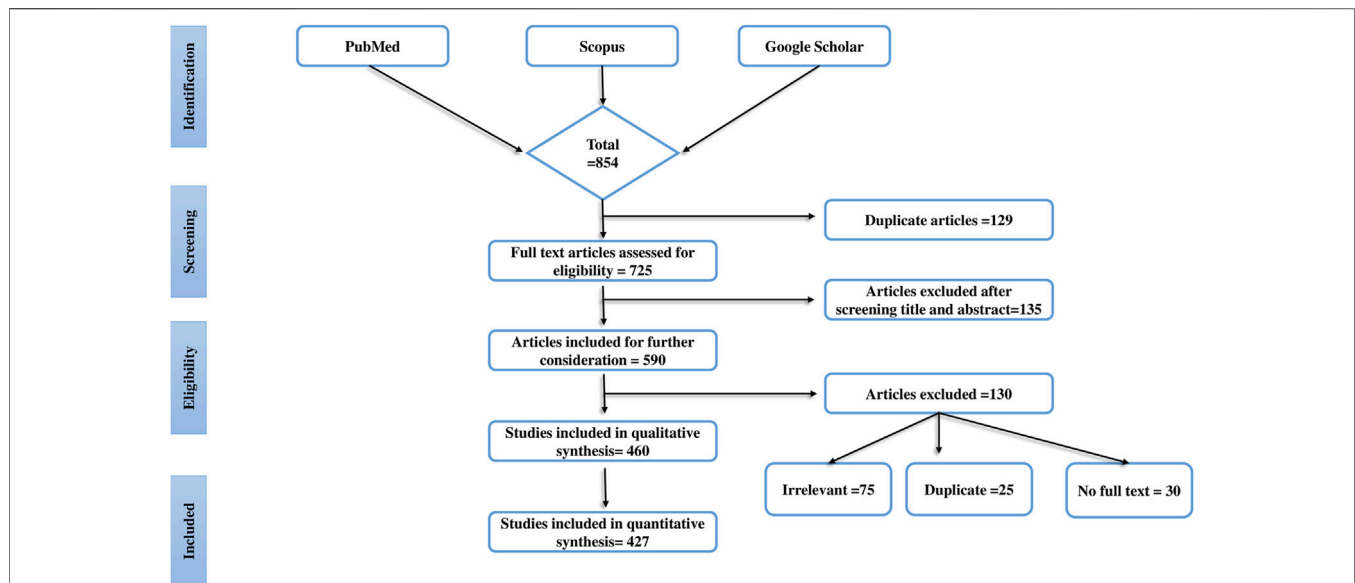 Identification
PubMed
Scopus
Google Scholar
Total
=854
Screening
Duplicate articles =129
Full text articles assessed for
eligibility = 725
Articles excluded after
screening title and abstract=135
Eligibility
Articles included for further
consideration = 590
Articles excluded =130
Studies included in qualitative
synthesis= 460
Irrelevant =75
Duplicate =25
No full text = 30
Included
Studies included in quantitative
synthesis= 427